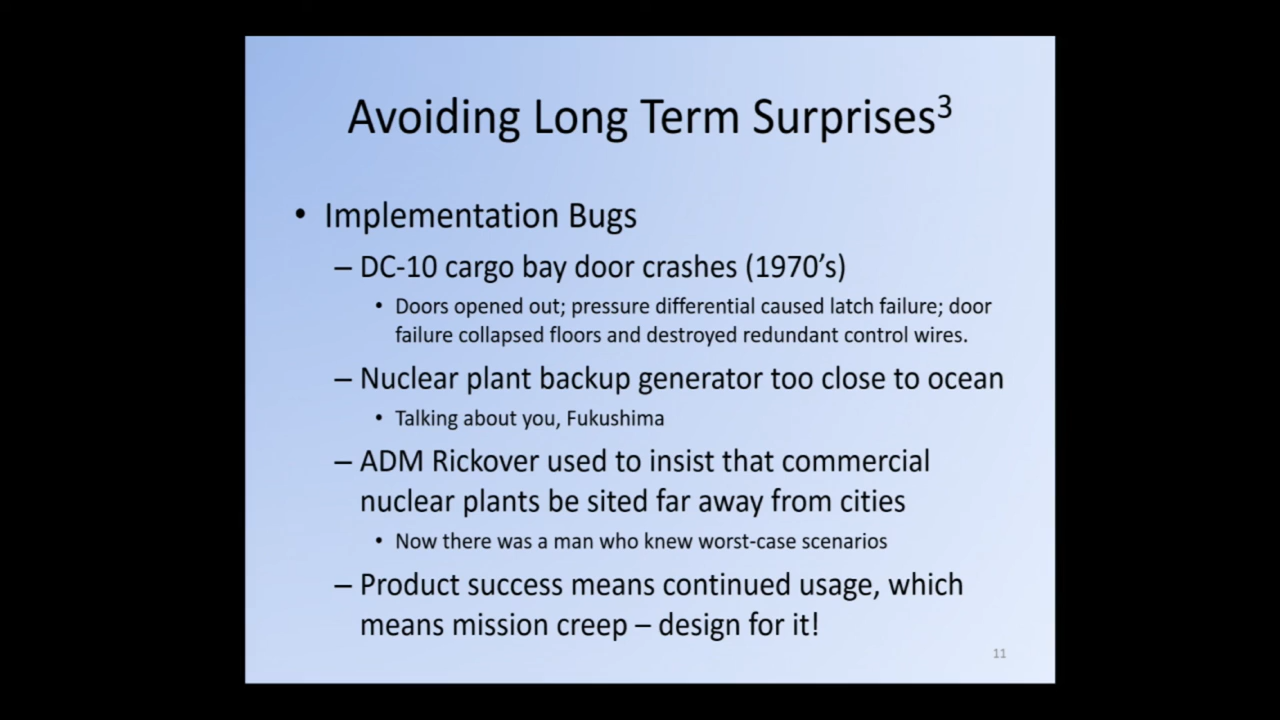 Avoiding Long Term Surprises³
• Implementation Bugs
– DC-10 cargo bay door crashes (1970’s)
• Doors opened out; pressure differential caused latch failure; door
failure collapsed floors and destroyed redundant control wires.
– Nuclear plant backup generator too close to ocean
• Talking about you, Fukushima
– ADM Rickover used to insist that commercial
nuclear plants be sited far away from cities
• Now there was a man who knew worst-case scenarios
– Product success means continued usage, which
means mission creep – design for it!
11